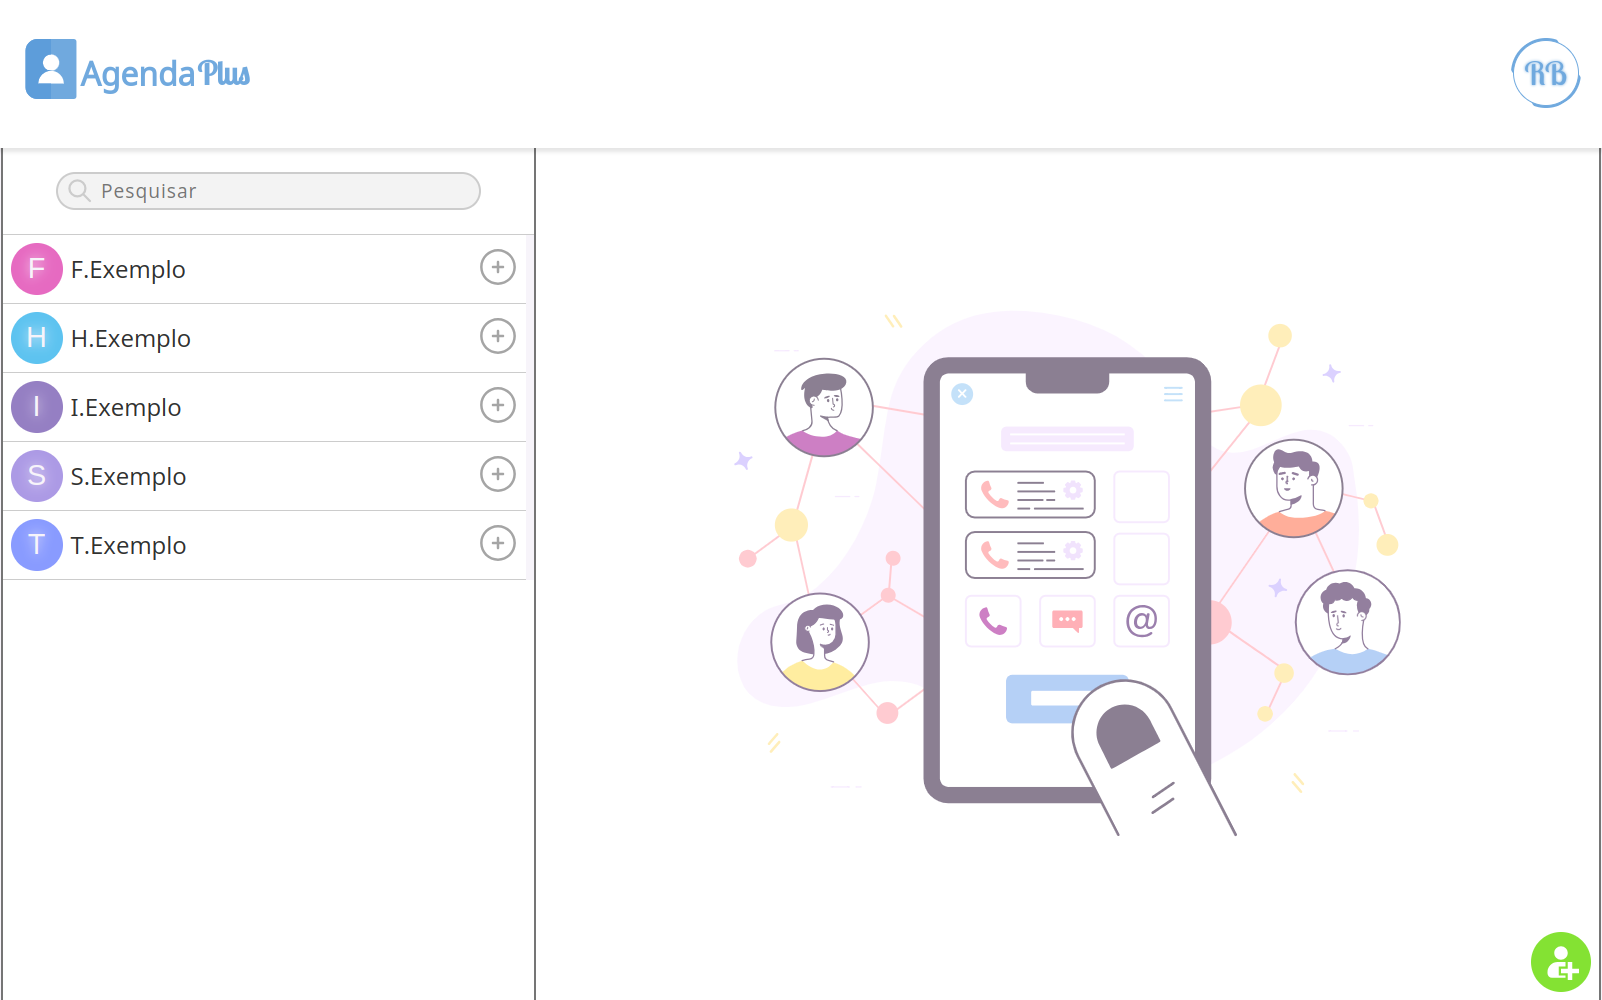 AgendaPlus
RB
Pesquisar
F F.Exemplo
H H.Exemplo
I I.Exemplo
S S.Exemplo
T T.Exemplo
@